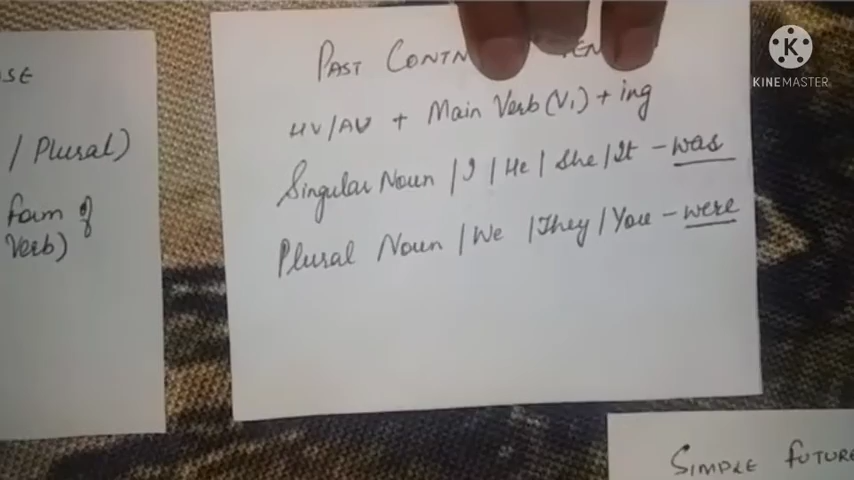 SE
/ Plural)
form of
Verb)
PAST CONTN
HV/AV + Main Verb (V1) + ing
Singular Noun / I / He / She / It - was
Plural Noun / We / They / You - were
SIMPLE FUTURE
K
KINEMASTER